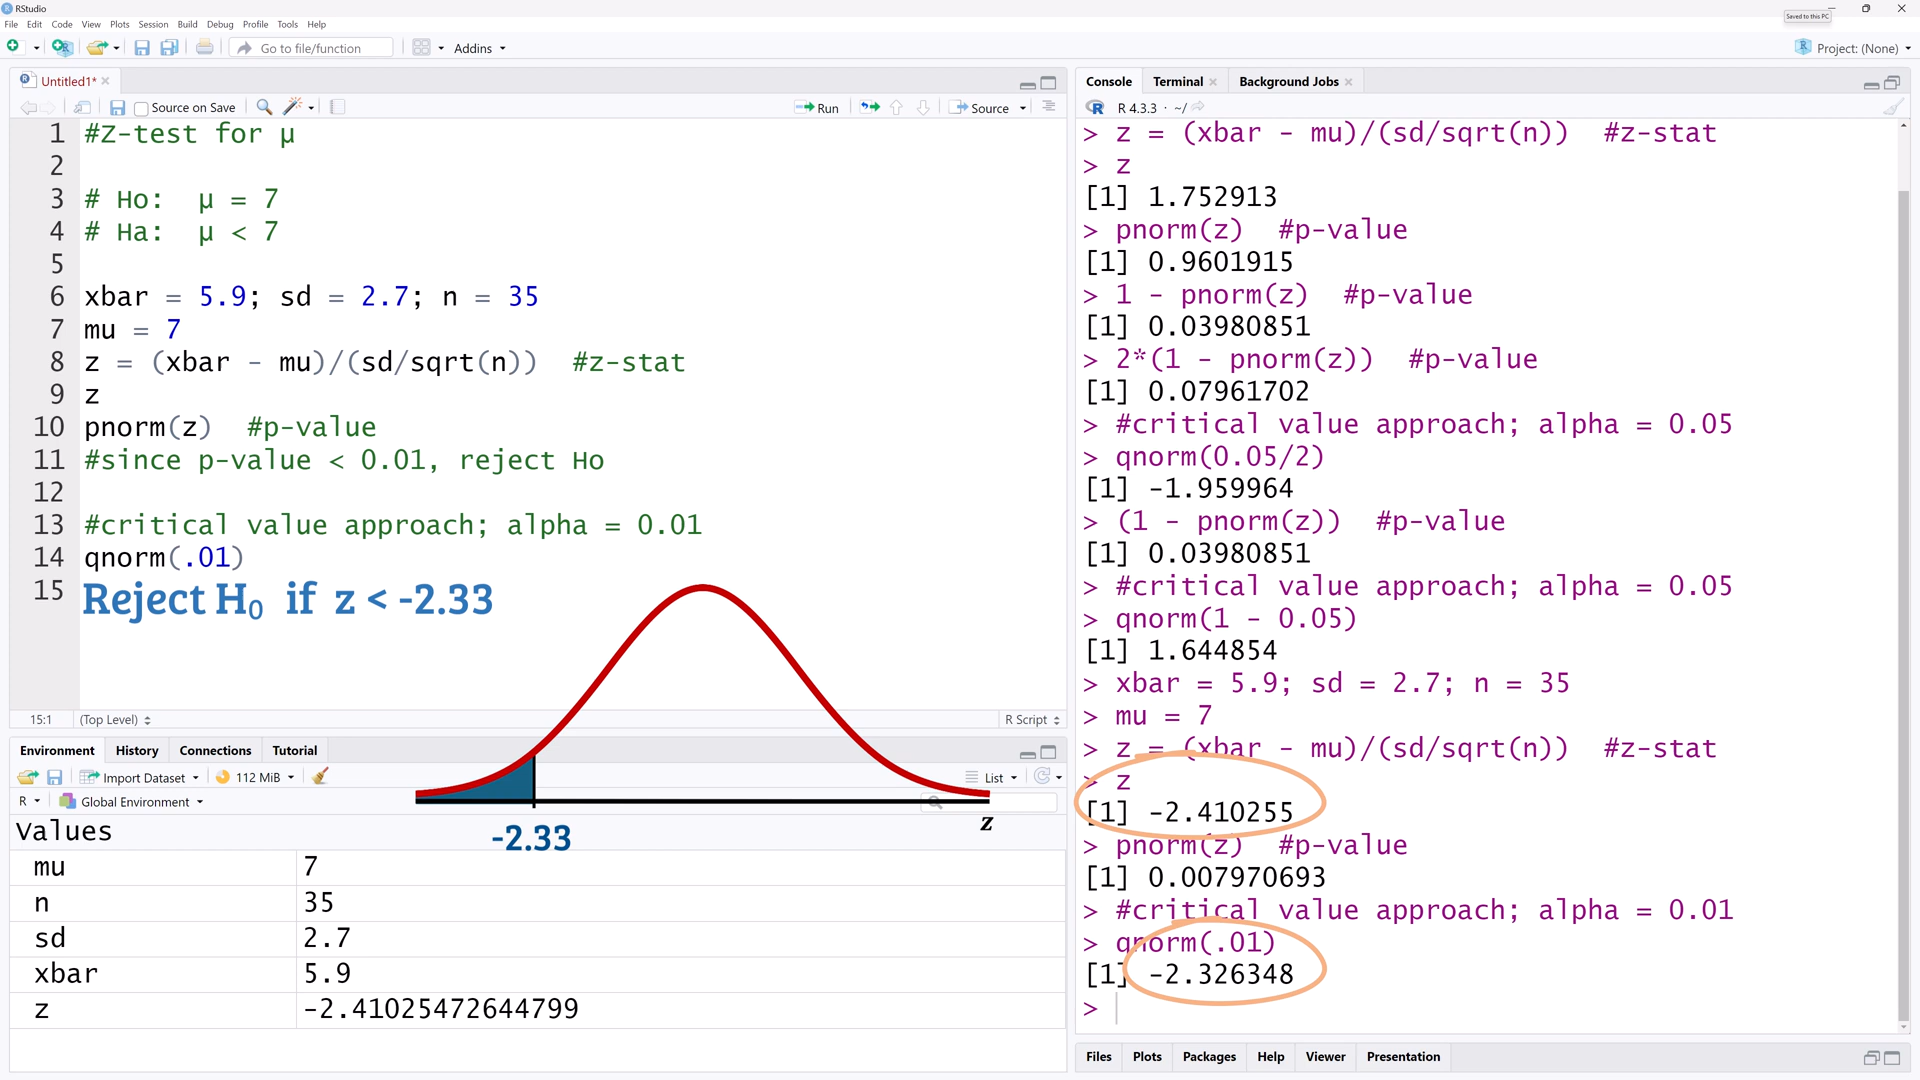 RStudio
Saved to this PC
File Edit Code View Plots Session Build Debug Profile Tools Help
Go to file/function
Addins
Project: (None)
Untitled1*
Source on Save
Run
Source
1 #Z-test for μ
2
3 # Ho:  μ = 7
4 # Ha:  μ < 7
5
6 xbar = 5.9; sd = 2.7; n = 35
7 mu = 7
8 z = (xbar - mu)/(sd/sqrt(n))  #z-stat
9 z
10 pnorm(z)  #p-value
11 #since p-value < 0.01, reject Ho
12
13 #critical value approach; alpha = 0.01
14 qnorm(.01)
15
Reject H₀ if z < -2.33
15:1 (Top Level) R Script
Environment History Connections Tutorial
Import Dataset 112 MiB List
R Global Environment
z
-2.33
Values
mu 7
n 35
sd 2.7
xbar 5.9
z -2.41025472644799
Console Terminal Background Jobs
R 4.3.3 · ~/
> z = (xbar - mu)/(sd/sqrt(n))  #z-stat
> z
[1] 1.752913
> pnorm(z)  #p-value
[1] 0.9601915
> 1 - pnorm(z)  #p-value
[1] 0.03980851
> 2*(1 - pnorm(z))  #p-value
[1] 0.07961702
> #critical value approach; alpha = 0.05
> qnorm(0.05/2)
[1] -1.959964
> (1 - pnorm(z))  #p-value
[1] 0.03980851
> #critical value approach; alpha = 0.05
> qnorm(1 - 0.05)
[1] 1.644854
> xbar = 5.9; sd = 2.7; n = 35
> mu = 7
> z = (xbar - mu)/(sd/sqrt(n))  #z-stat
> z
[1] -2.410255
> pnorm(z)  #p-value
[1] 0.007970693
> #critical value approach; alpha = 0.01
> qnorm(.01)
[1] -2.326348
>
Files Plots Packages Help Viewer Presentation